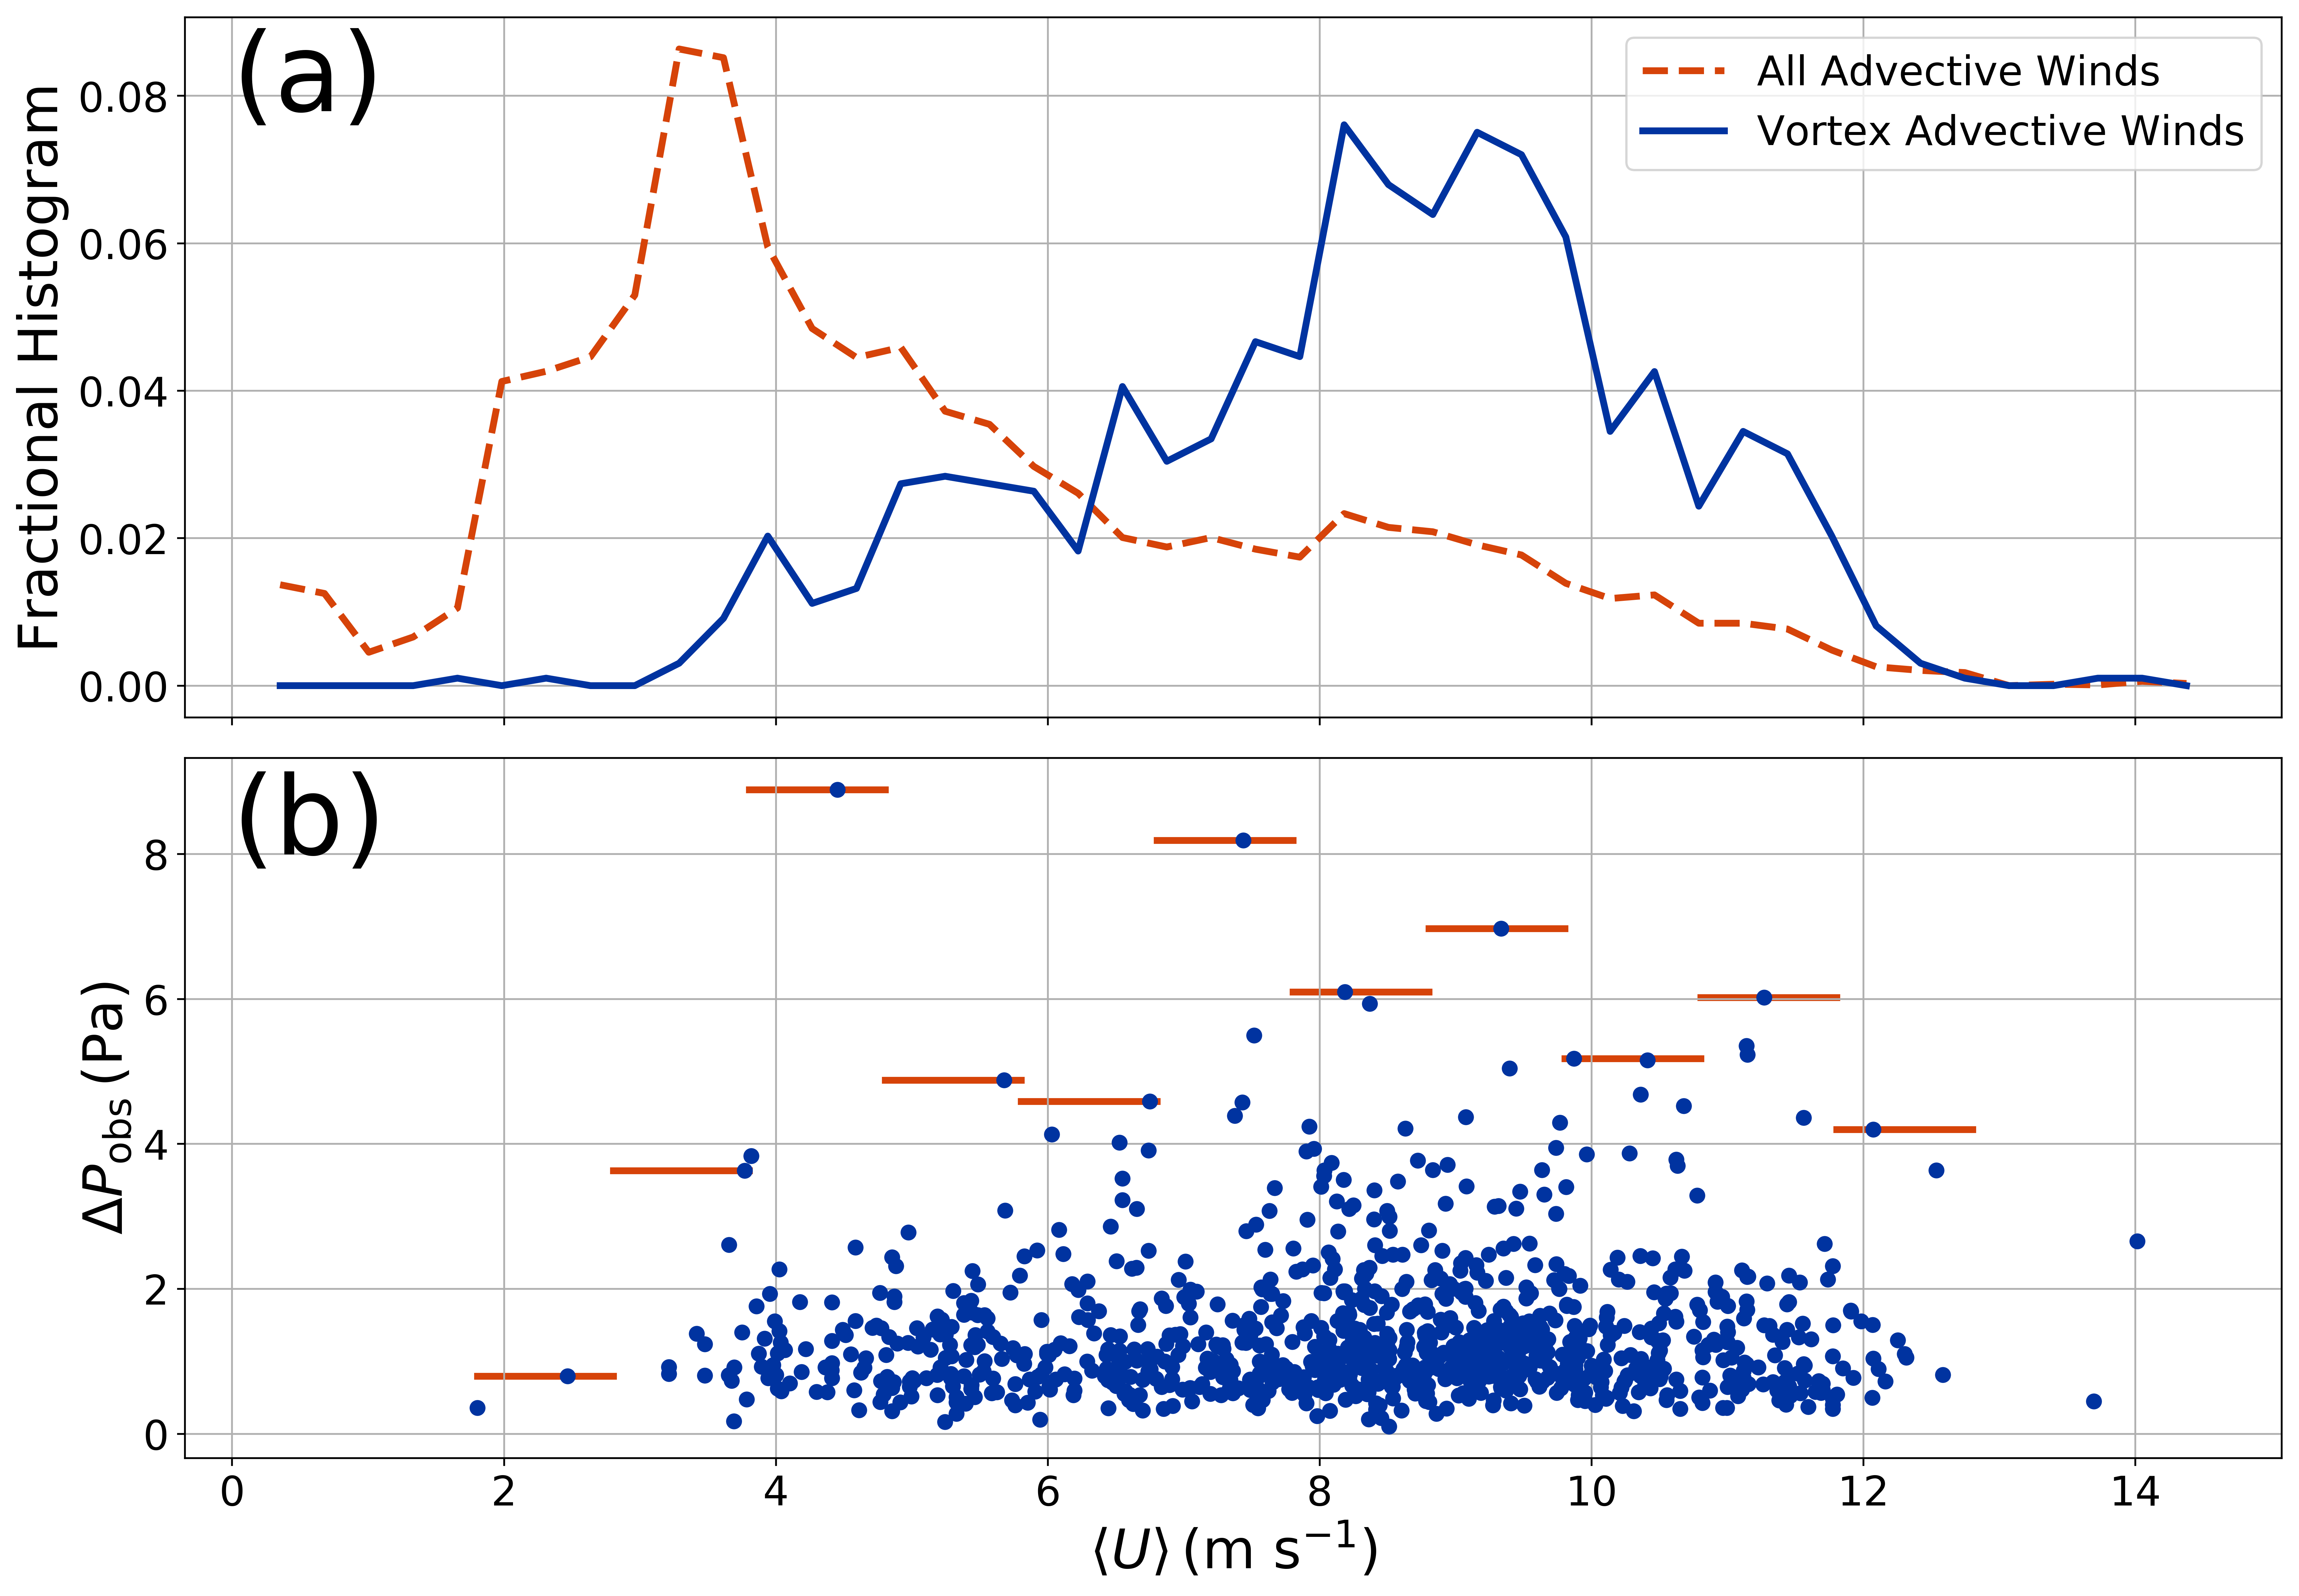 (a)
All Advective Winds
Vortex Advective Winds
Fractional Histogram
0.08
0.06
0.04
0.02
0.00
(b)
ΔP_obs (Pa)
8
6
4
2
0
0 2 4 6 8 10 12 14
⟨U⟩ (m s⁻¹)